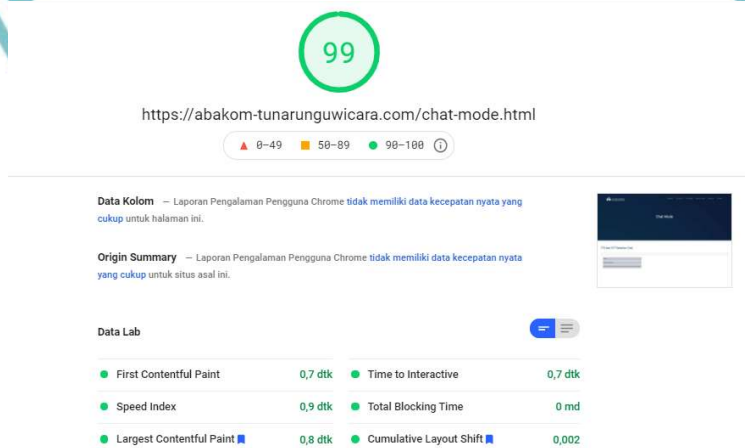 99
https://abakom-tunarunguwicara.com/chat-mode.html
0–49 50–89 90–100
Data Kolom — Laporan Pengalaman Pengguna Chrome tidak memiliki data kecepatan nyata yang
cukup untuk halaman ini.
Chat Mode
Origin Summary — Laporan Pengalaman Pengguna Chrome tidak memiliki data kecepatan nyata
yang cukup untuk situs asal ini.
Data Lab
First Contentful Paint 0,7 dtk Time to Interactive 0,7 dtk
Speed Index 0,9 dtk Total Blocking Time 0 md
Largest Contentful Paint 0,8 dtk Cumulative Layout Shift 0,002